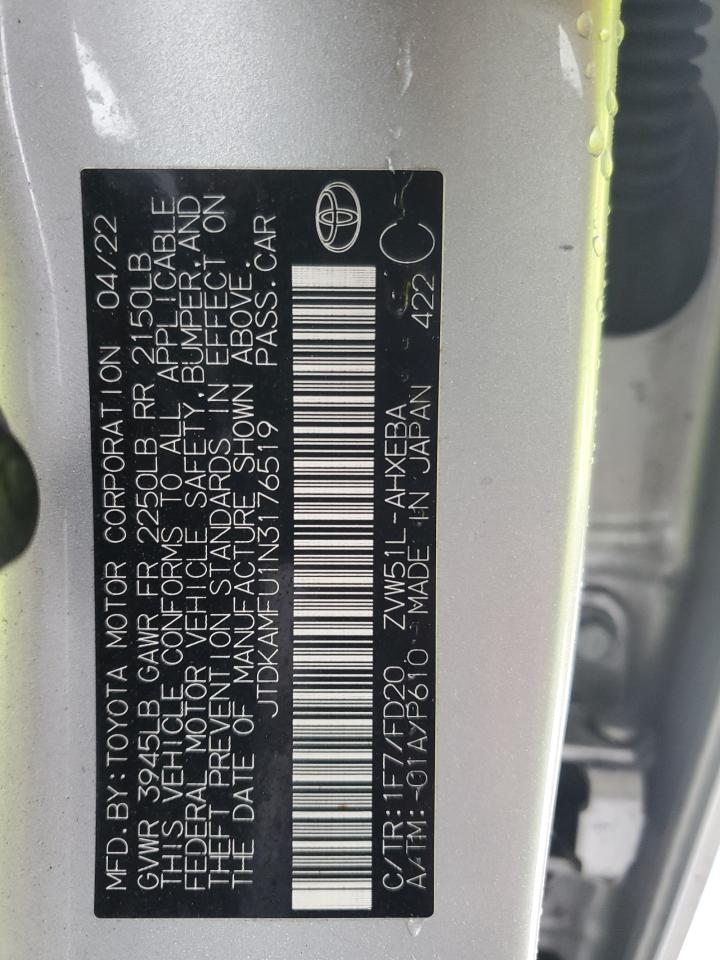 MFD.BY:TOYOTA MOTOR CORPORATION 04/22
GVWR 3945LB GAWR FR 2250LB RR 2150LB
THIS VEHICLE CONFORMS TO ALL APPLICABLE
FEDERAL MOTOR VEHICLE SAFETY,BUMPER,AND
THEFT PREVENTION STANDARDS IN EFFECT ON
THE DATE OF MANUFACTURE SHOWN ABOVE.
JTDKAMFU1N3176519 PASS.CAR
C/TR:1F7/FD20 ZVW51L-AHXEBA
A/TM:-01A/P610 MADE IN JAPAN 422 C